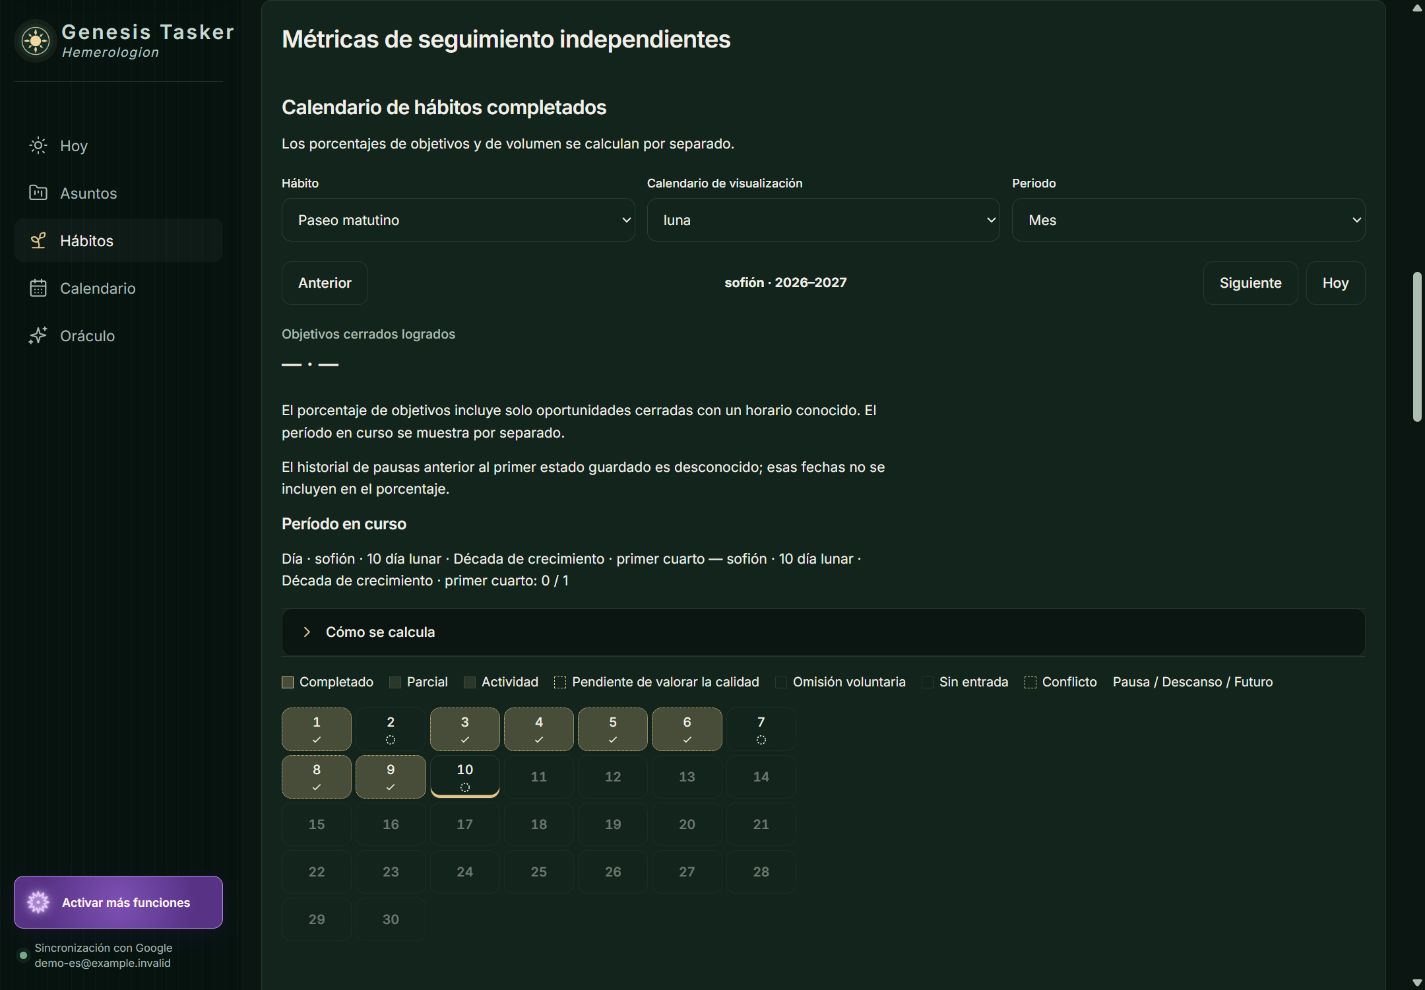 Genesis Tasker
Hemerologion
Hoy
Asuntos
Hábitos
Calendario
Oráculo
Activar más funciones
Sincronización con Google
demo-es@example.invalid
Métricas de seguimiento independientes
Calendario de hábitos completados
Los porcentajes de objetivos y de volumen se calculan por separado.
Hábito Calendario de visualización Periodo
Paseo matutino luna Mes
Anterior sofión · 2026–2027 Siguiente Hoy
Objetivos cerrados logrados
— · —
El porcentaje de objetivos incluye solo oportunidades cerradas con un horario conocido. El
período en curso se muestra por separado.
El historial de pausas anterior al primer estado guardado es desconocido; esas fechas no se
incluyen en el porcentaje.
Período en curso
Día · sofión · 10 día lunar · Década de crecimiento · primer cuarto — sofión · 10 día lunar ·
Década de crecimiento · primer cuarto: 0 / 1
Cómo se calcula
Completado Parcial Actividad Pendiente de valorar la calidad Omisión voluntaria Sin entrada Conflicto Pausa / Descanso / Futuro
1 2 3 4 5 6 7
8 9 10 11 12 13 14
15 16 17 18 19 20 21
22 23 24 25 26 27 28
29 30